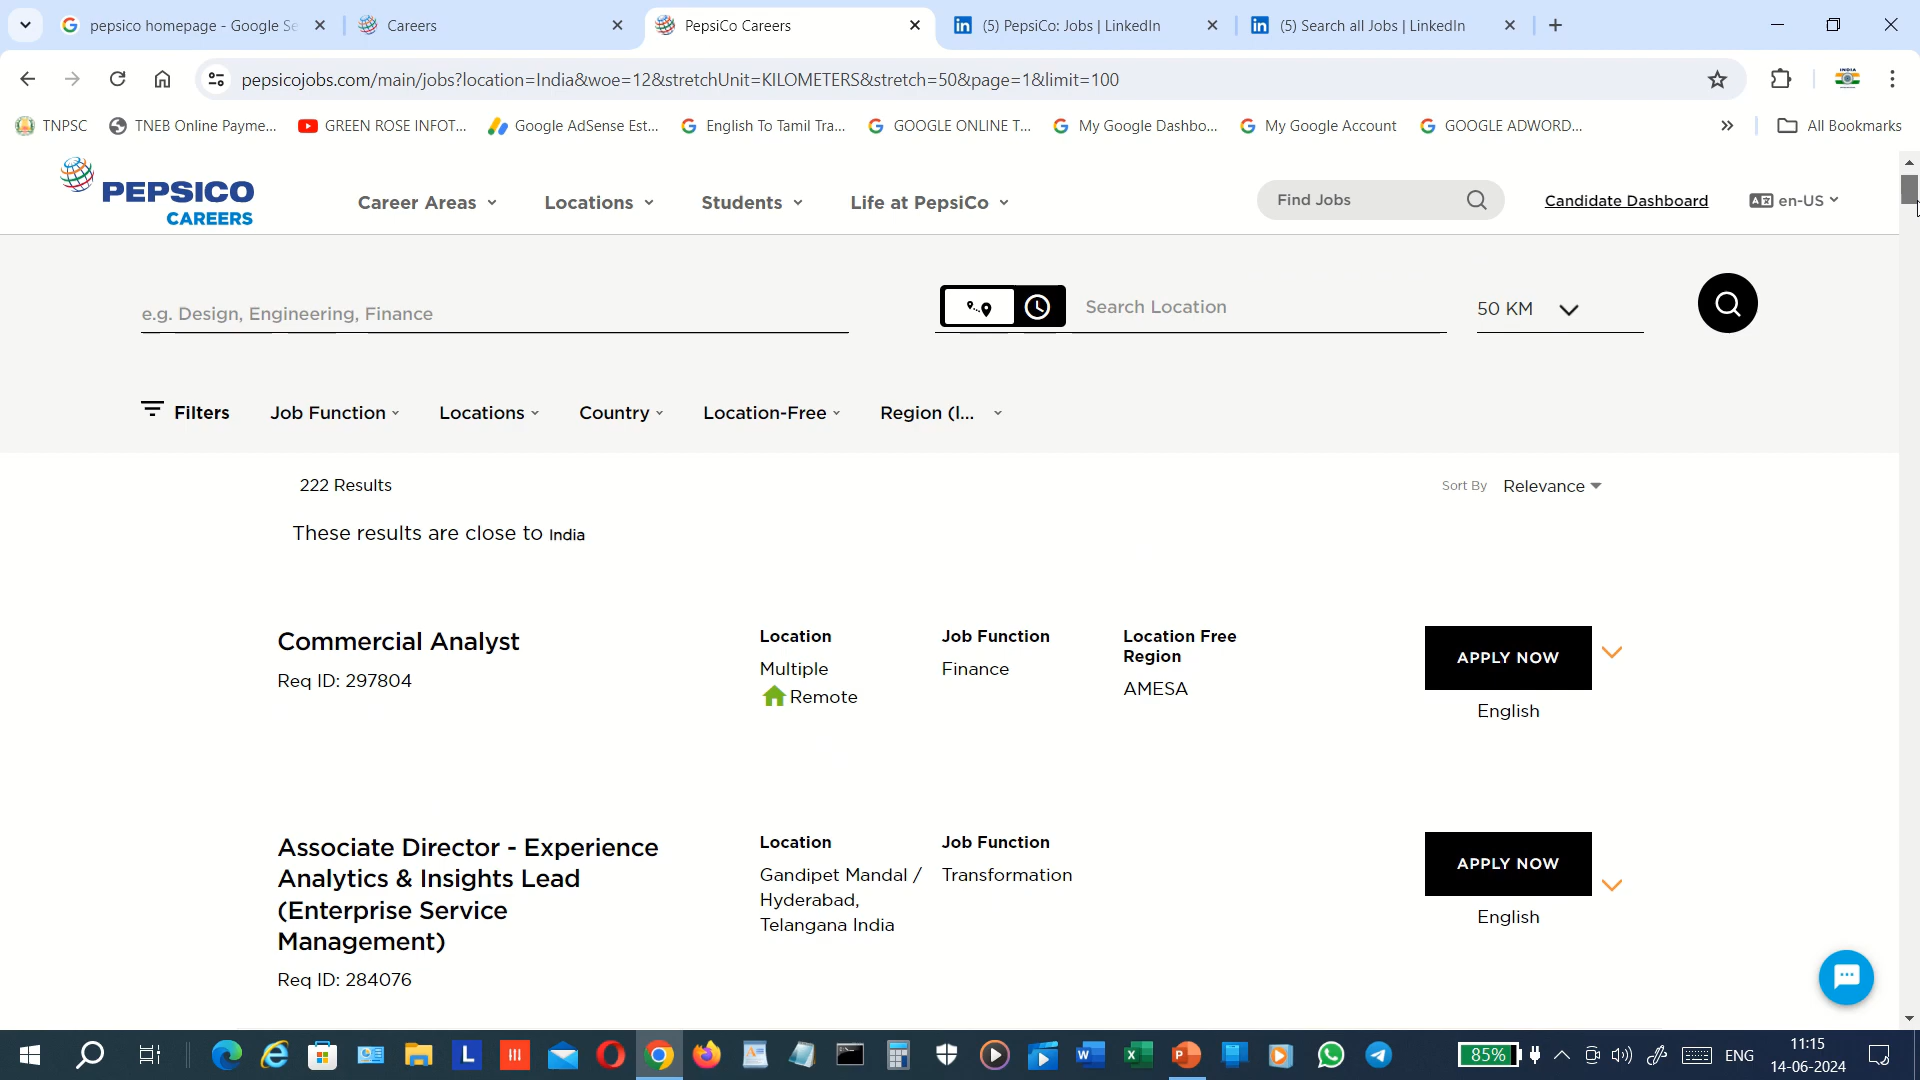 pepsico homepage - Google Se
Careers
PepsiCo Careers
(5) PepsiCo: Jobs | LinkedIn
(5) Search all Jobs | LinkedIn
pepsicojobs.com/main/jobs?location=India&woe=12&stretchUnit=KILOMETERS&stretch=50&page=1&limit=100
TNPSC
TNEB Online Payme...
GREEN ROSE INFOT...
Google AdSense Est...
English To Tamil Tra...
GOOGLE ONLINE T...
My Google Dashbo...
My Google Account
GOOGLE ADWORD...
All Bookmarks
PEPSICO
CAREERS
Career Areas
Locations
Students
Life at PepsiCo
Find Jobs
Candidate Dashboard
en-US
e.g. Design, Engineering, Finance
Search Location
50 KM
Filters
Job Function
Locations
Country
Location-Free
Region (I...
222 Results
Sort By Relevance
These results are close to India
Commercial Analyst
Req ID: 297804
Location
Multiple
Remote
Job Function
Finance
Location Free
Region
AMESA
APPLY NOW
English
Associate Director - Experience
Analytics & Insights Lead
(Enterprise Service
Management)
Req ID: 284076
Location
Gandipet Mandal /
Hyderabad,
Telangana India
Job Function
Transformation
APPLY NOW
English
85%
ENG
11:15
14-06-2024